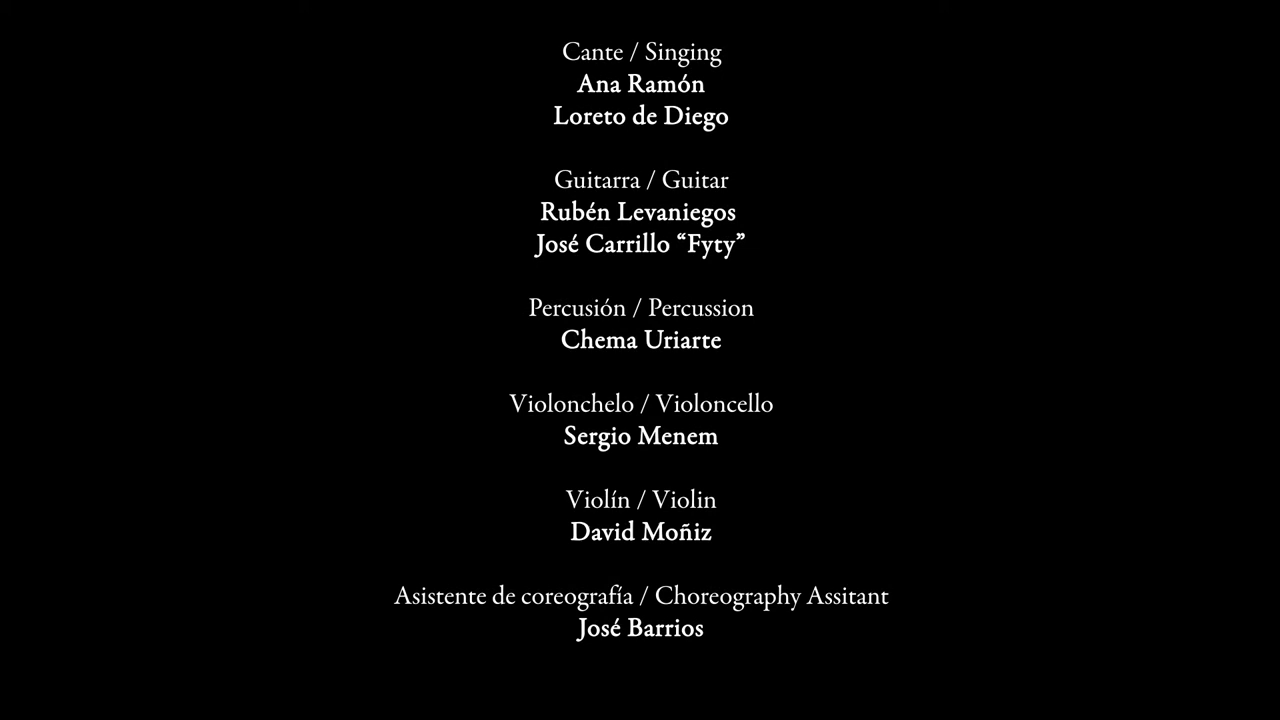 Cante / Singing
Ana Ramón
Loreto de Diego
Guitarra / Guitar
Rubén Levaniegos
José Carrillo “Fyty”
Percusión / Percussion
Chema Uriarte
Violonchelo / Violoncello
Sergio Menem
Violín / Violin
David Moñiz
Asistente de coreografía / Choreography Assitant
José Barrios